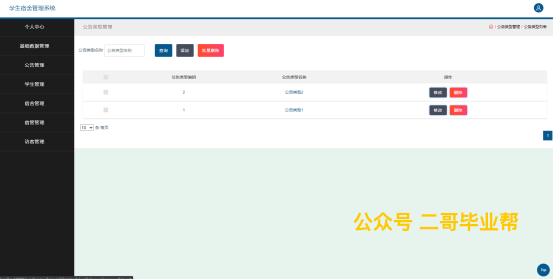 学生宿舍管理系统
个人中心
基础数据管理
公告管理
学生管理
宿舍管理
宿管管理
访客管理
公告类型管理
公告类型管理 / 公告类型列表
公告类型名称 公告类型名称 查询 添加 批量删除
公告类型编码 公告类型名称 操作
2 公告类型2 修改 删除
1 公告类型1 修改 删除
10 条 每页
1
公众号 二哥毕业帮
Top